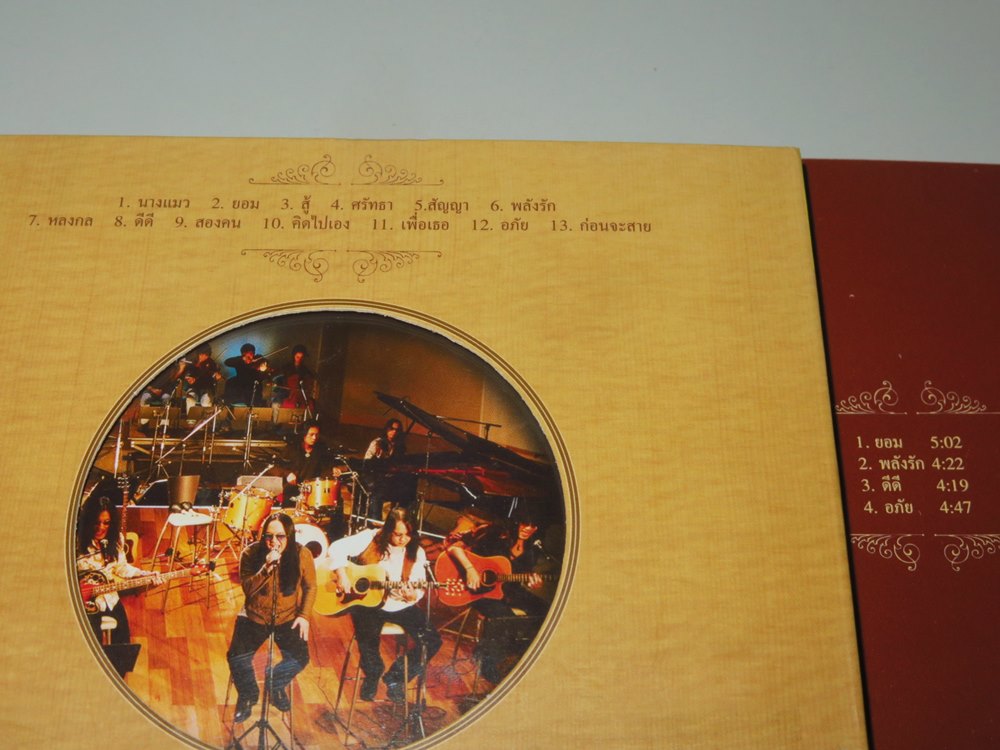 1. นางแมว 2. ยอม 3. สู้ 4. ศรัทธา 5.สัญญา 6. พลังรัก
7. หลงกล 8. ดีดี 9. สองคน 10. คิดไปเอง 11. เพื่อเธอ 12. อภัย 13. ก่อนจะสาย
1. ยอม 5:02
2. พลังรัก 4:22
3. ดีดี 4:19
4. อภัย 4:47